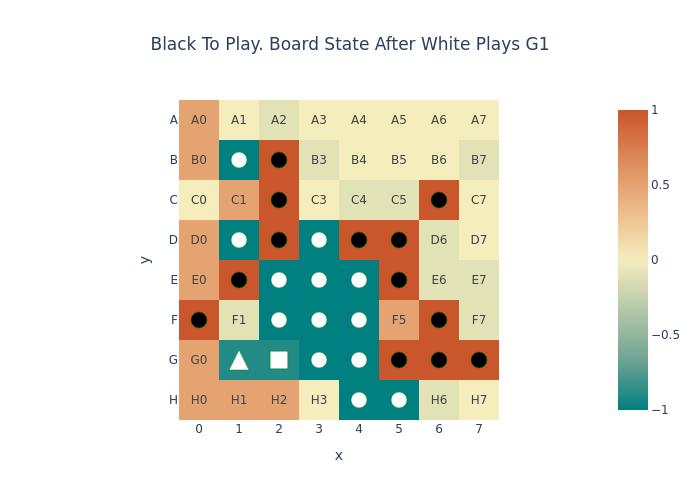 Black To Play. Board State After White Plays G1
A A0 A1 A2 A3 A4 A5 A6 A7
1
B B0 B3 B4 B5 B6 B7
0.5
C C0 C1 C3 C4 C5 C7
D D0 D6 D7
0
y
E E0 E6 E7
F F1 F5 F7
−0.5
G G0
H H0 H1 H2 H3 H6 H7
−1
0 1 2 3 4 5 6 7
x